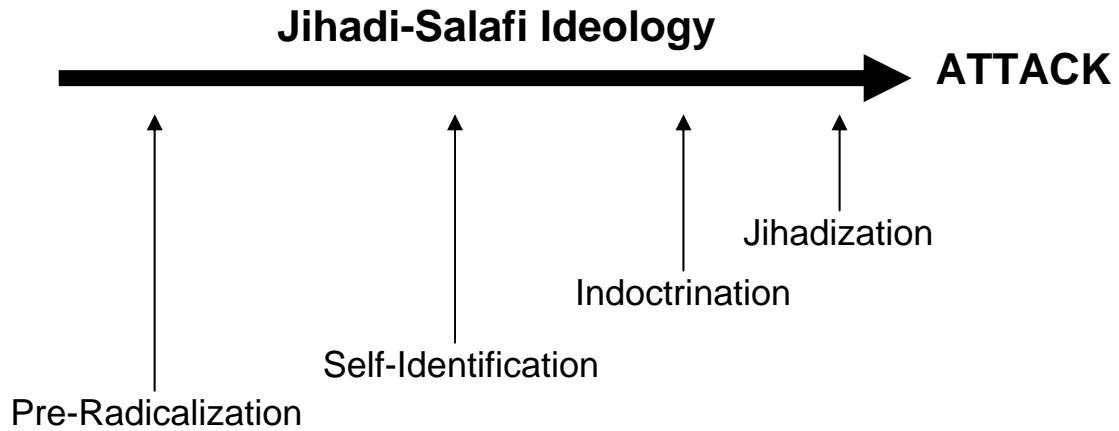 Jihadi-Salafi Ideology
ATTACK
Jihadization
Indoctrination
Self-Identification
Pre-Radicalization